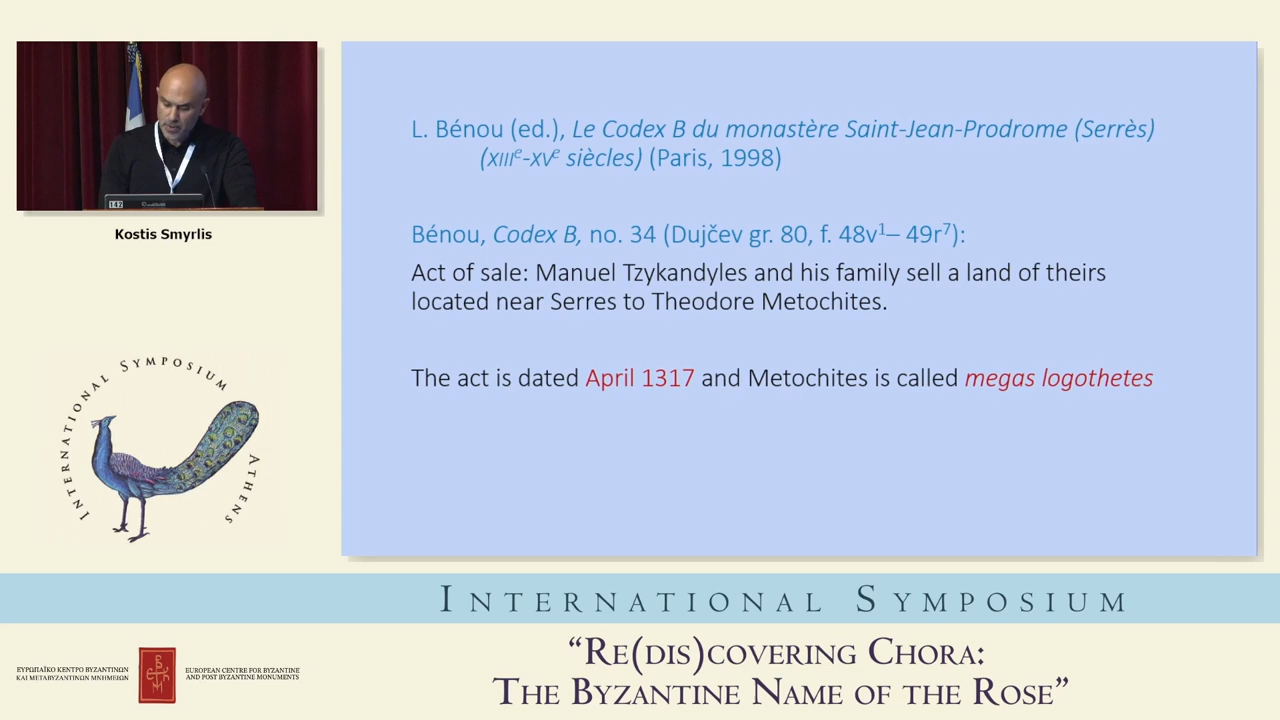 L. Bénou (ed.), Le Codex B du monastère Saint-Jean-Prodrome (Serrès)
(XIIIe-XVe siècles) (Paris, 1998)
Bénou, Codex B, no. 34 (Dujčev gr. 80, f. 48v1– 49r7):
Act of sale: Manuel Tzykandyles and his family sell a land of theirs
located near Serres to Theodore Metochites.
The act is dated April 1317 and Metochites is called megas logothetes
142
Kostis Smyrlis
INTERNATIONAL SYMPOSIUM ATHENS
INTERNATIONAL SYMPOSIUM
“RE(DIS)COVERING CHORA:
THE BYZANTINE NAME OF THE ROSE”
ΕΥΡΩΠΑΪΚΟ ΚΕΝΤΡΟ ΒΥΖΑΝΤΙΝΩΝ
ΚΑΙ ΜΕΤΑΒΥΖΑΝΤΙΝΩΝ ΜΝΗΜΕΙΩΝ
EUROPEAN CENTRE FOR BYZANTINE
AND POST BYZANTINE MONUMENTS